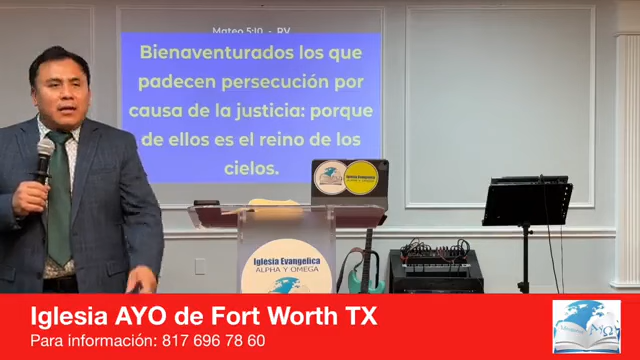 Mateo 5:10 - RV
Bienaventurados los que
padecen persecución por
causa de la justicia: porque
de ellos es el reino de los
cielos.
Iglesia Evangelica
ALPHA Y OMEGA
Iglesia AYO de Fort Worth TX
Para información: 817 696 78 60